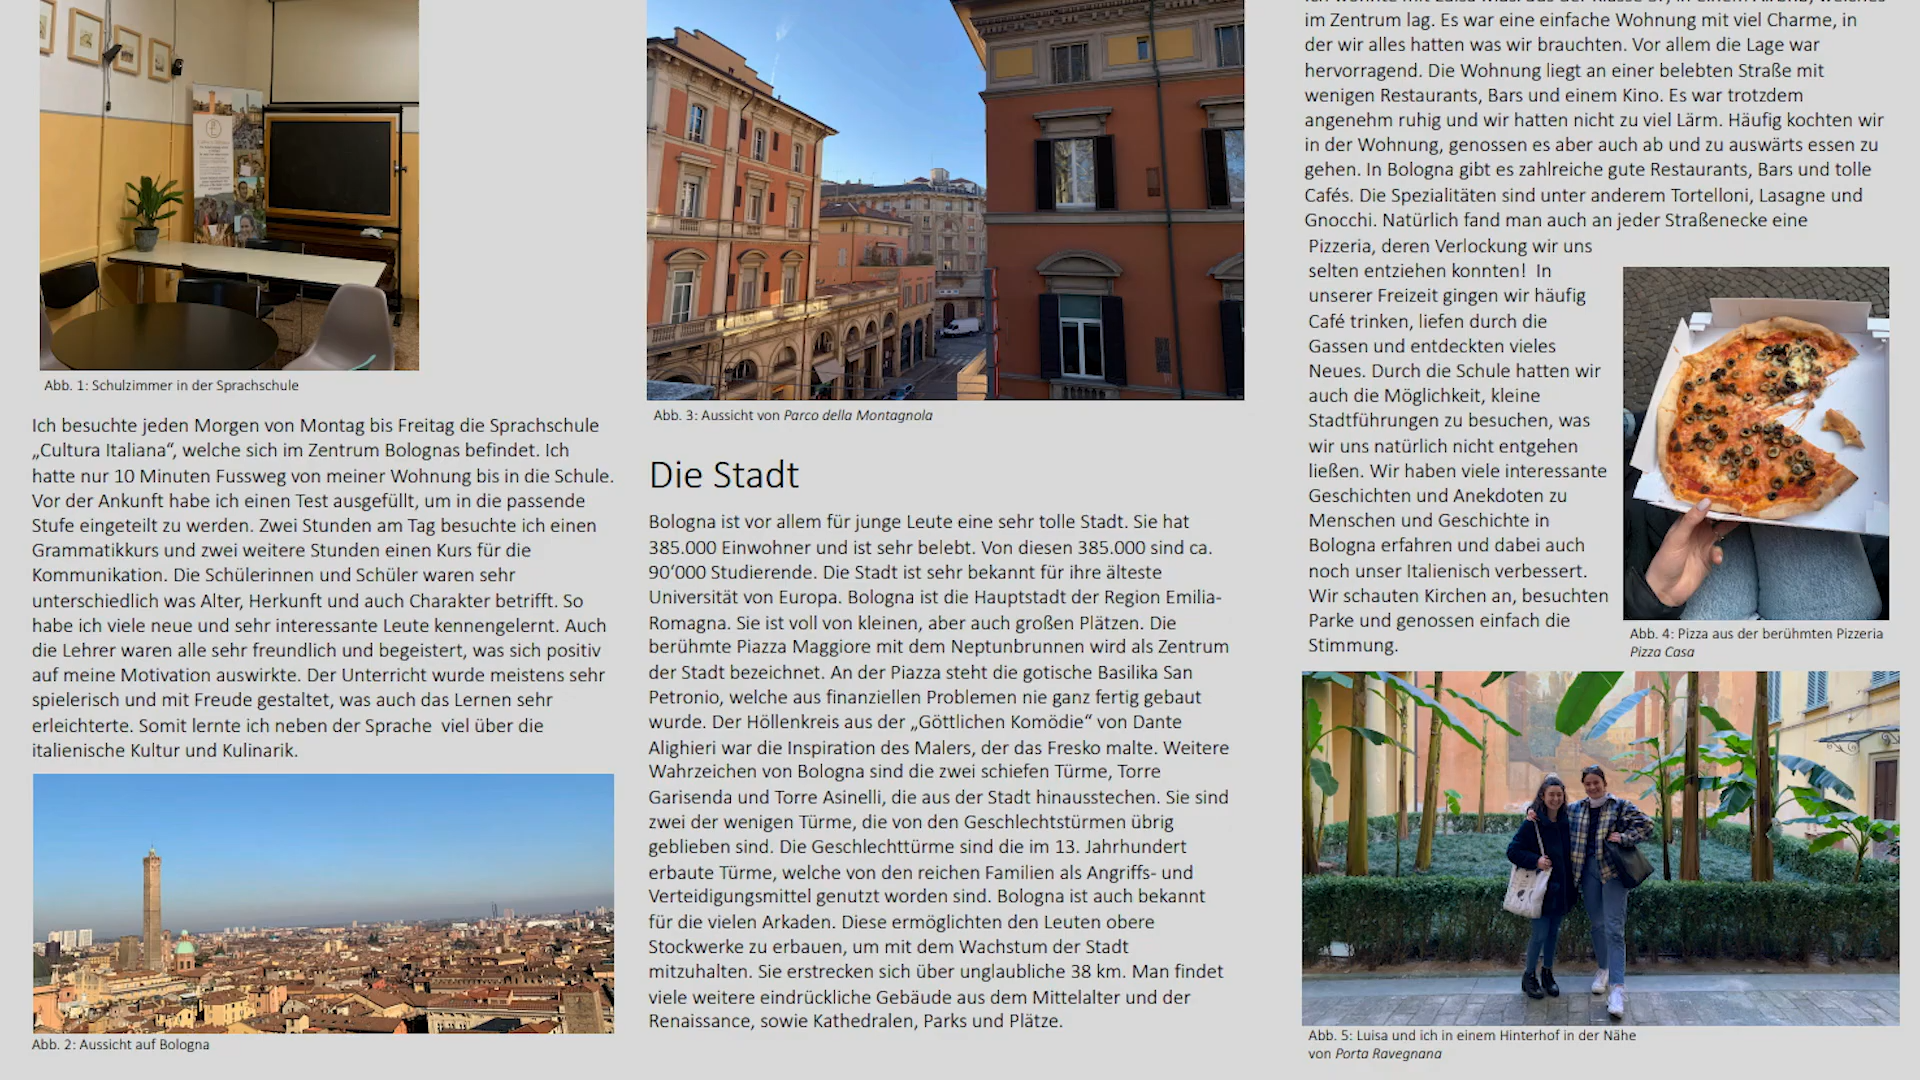 Abb. 1: Schulzimmer in der Sprachschule
Ich besuchte jeden Morgen von Montag bis Freitag die Sprachschule
„Cultura Italiana“, welche sich im Zentrum Bolognas befindet. Ich
hatte nur 10 Minuten Fussweg von meiner Wohnung bis in die Schule.
Vor der Ankunft habe ich einen Test ausgefüllt, um in die passende
Stufe eingeteilt zu werden. Zwei Stunden am Tag besuchte ich einen
Grammatikkurs und zwei weitere Stunden einen Kurs für die
Kommunikation. Die Schülerinnen und Schüler waren sehr
unterschiedlich was Alter, Herkunft und auch Charakter betrifft. So
habe ich viele neue und sehr interessante Leute kennengelernt. Auch
die Lehrer waren alle sehr freundlich und begeistert, was sich positiv
auf meine Motivation auswirkte. Der Unterricht wurde meistens sehr
spielerisch und mit Freude gestaltet, was auch das Lernen sehr
erleichterte. Somit lernte ich neben der Sprache  viel über die
italienische Kultur und Kulinarik.
Abb. 2: Aussicht auf Bologna
Abb. 3: Aussicht von Parco della Montagnola
Die Stadt
Bologna ist vor allem für junge Leute eine sehr tolle Stadt. Sie hat
385.000 Einwohner und ist sehr belebt. Von diesen 385.000 sind ca.
90‘000 Studierende. Die Stadt ist sehr bekannt für ihre älteste
Universität von Europa. Bologna ist die Hauptstadt der Region Emilia-
Romagna. Sie ist voll von kleinen, aber auch großen Plätzen. Die
berühmte Piazza Maggiore mit dem Neptunbrunnen wird als Zentrum
der Stadt bezeichnet. An der Piazza steht die gotische Basilika San
Petronio, welche aus finanziellen Problemen nie ganz fertig gebaut
wurde. Der Höllenkreis aus der „Göttlichen Komödie“ von Dante
Alighieri war die Inspiration des Malers, der das Fresko malte. Weitere
Wahrzeichen von Bologna sind die zwei schiefen Türme, Torre
Garisenda und Torre Asinelli, die aus der Stadt hinausstechen. Sie sind
zwei der wenigen Türme, die von den Geschlechtstürmen übrig
geblieben sind. Die Geschlechttürme sind die im 13. Jahrhundert
erbaute Türme, welche von den reichen Familien als Angriffs- und
Verteidigungsmittel genutzt worden sind. Bologna ist auch bekannt
für die vielen Arkaden. Diese ermöglichten den Leuten obere
Stockwerke zu erbauen, um mit dem Wachstum der Stadt
mitzuhalten. Sie erstrecken sich über unglaubliche 38 km. Man findet
viele weitere eindrückliche Gebäude aus dem Mittelalter und der
Renaissance, sowie Kathedralen, Parks und Plätze.
im Zentrum lag. Es war eine einfache Wohnung mit viel Charme, in
der wir alles hatten was wir brauchten. Vor allem die Lage war
hervorragend. Die Wohnung liegt an einer belebten Straße mit
wenigen Restaurants, Bars und einem Kino. Es war trotzdem
angenehm ruhig und wir hatten nicht zu viel Lärm. Häufig kochten wir
in der Wohnung, genossen es aber auch ab und zu auswärts essen zu
gehen. In Bologna gibt es zahlreiche gute Restaurants, Bars und tolle
Cafés. Die Spezialitäten sind unter anderem Tortelloni, Lasagne und
Gnocchi. Natürlich fand man auch an jeder Straßenecke eine
Pizzeria, deren Verlockung wir uns
selten entziehen konnten!  In
unserer Freizeit gingen wir häufig
Café trinken, liefen durch die
Gassen und entdeckten vieles
Neues. Durch die Schule hatten wir
auch die Möglichkeit, kleine
Stadtführungen zu besuchen, was
wir uns natürlich nicht entgehen
ließen. Wir haben viele interessante
Geschichten und Anekdoten zu
Menschen und Geschichte in
Bologna erfahren und dabei auch
noch unser Italienisch verbessert.
Wir schauten Kirchen an, besuchten
Parke und genossen einfach die
Stimmung.
Abb. 4: Pizza aus der berühmten Pizzeria
Pizza Casa
Abb. 5: Luisa und ich in einem Hinterhof in der Nähe
von Porta Ravegnana